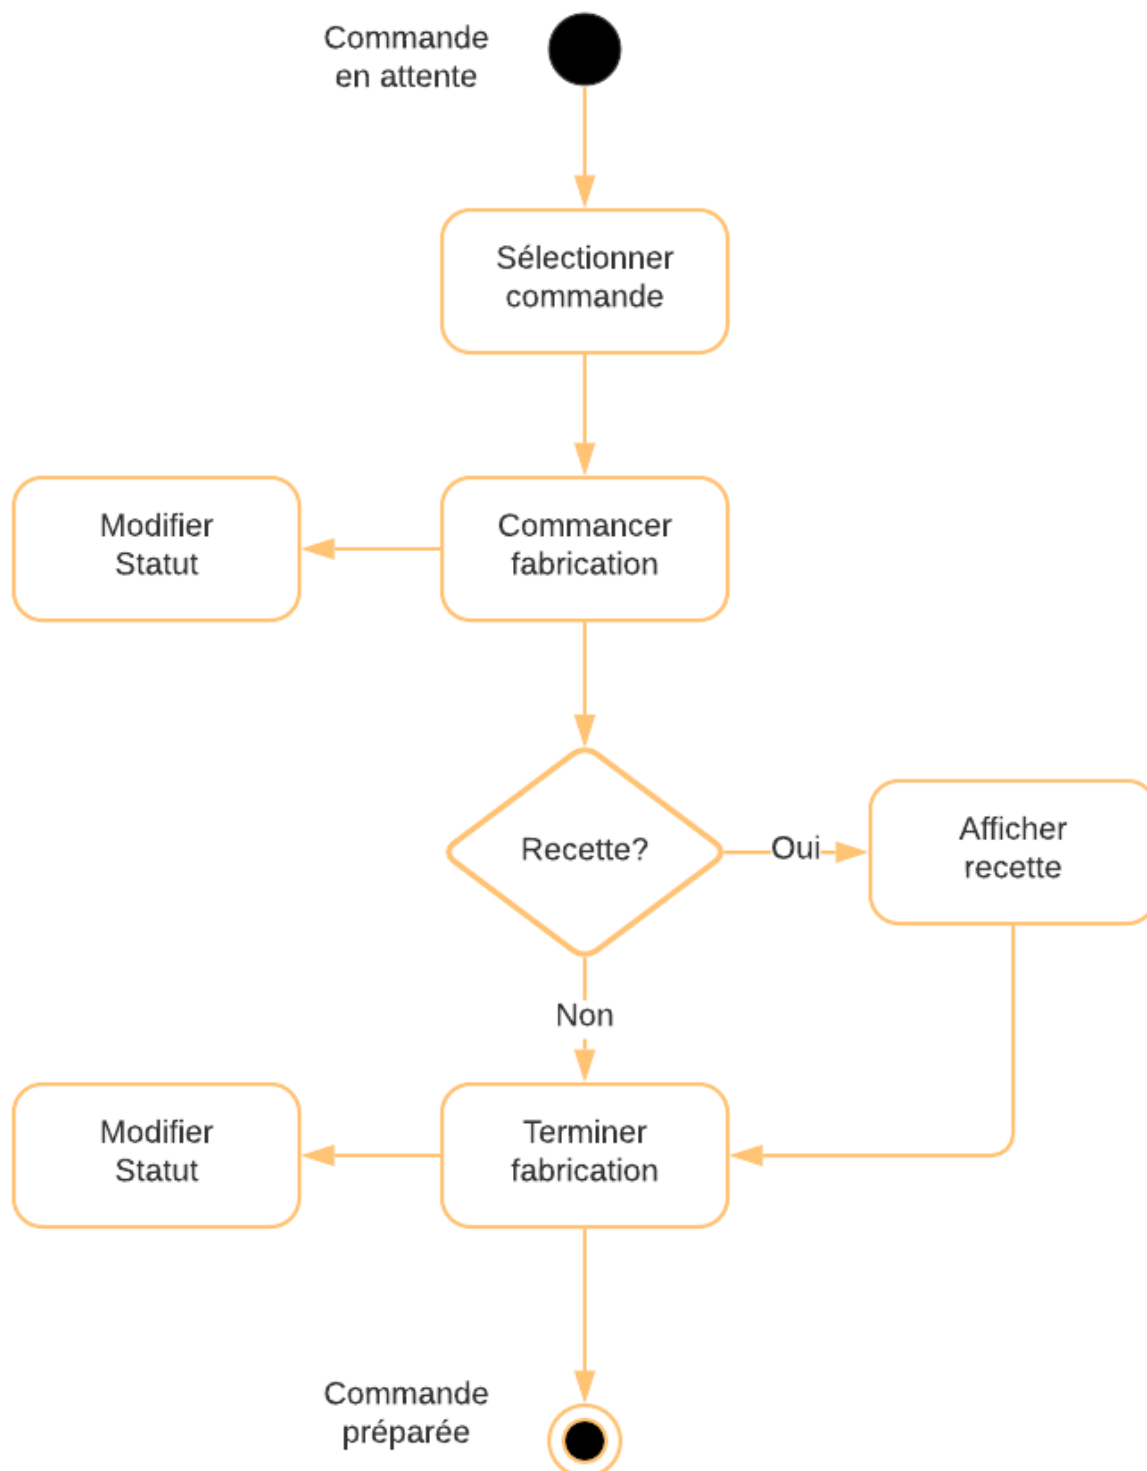 Commande
en attente
Sélectionner
commande
Modifier
Statut
Commancer
fabrication
Recette?
Oui
Afficher
recette
Non
Modifier
Statut
Terminer
fabrication
Commande
préparée